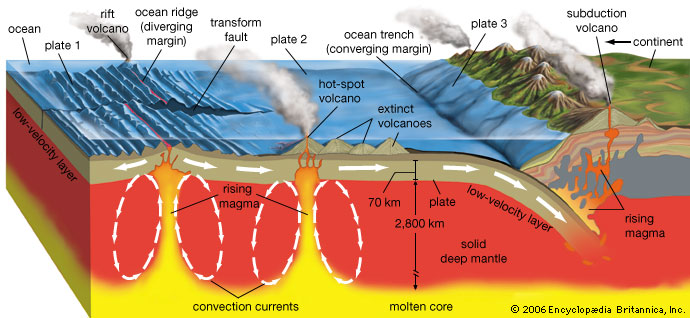 rift
volcano
ocean ridge
(diverging
margin)
transform
fault
ocean
plate 1
plate 2
ocean trench
(converging margin)
plate 3
subduction
volcano
continent
hot-spot
volcano
extinct
volcanoes
low-velocity layer
rising
magma
70 km
plate
2,800 km
low-velocity layer
solid
deep mantle
rising
magma
convection currents
molten core
© 2006 Encyclopædia Britannica, Inc.